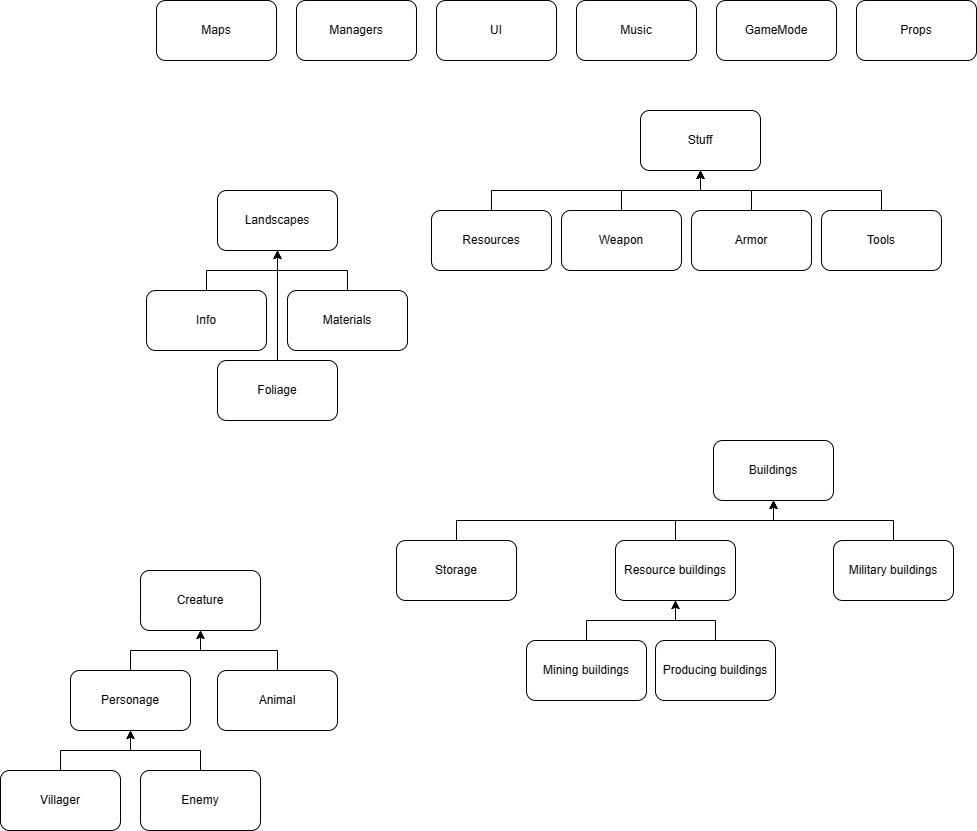 Maps
Managers
UI
Music
GameMode
Props
Stuff
Resources
Weapon
Armor
Tools
Landscapes
Info
Materials
Foliage
Buildings
Storage
Resource buildings
Military buildings
Mining buildings
Producing buildings
Creature
Personage
Animal
Villager
Enemy